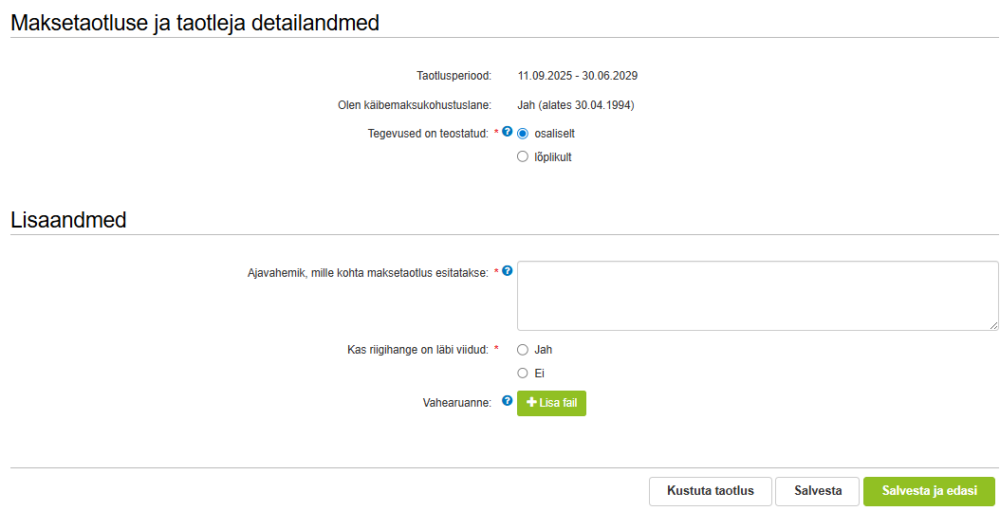 Maksetaotluse ja taotleja detailandmed
Taotlusperiood: 11.09.2025 - 30.06.2029
Olen käibemaksukohustuslane: Jah (alates 30.04.1994)
Tegevused on teostatud: * ? osaliselt
lõplikult
Lisaandmed
Ajavahemik, mille kohta maksetaotlus esitatakse: * ?
Kas riigihange on läbi viidud: * Jah
Ei
Vahearuanne: ? + Lisa fail
Kustuta taotlus Salvesta Salvesta ja edasi